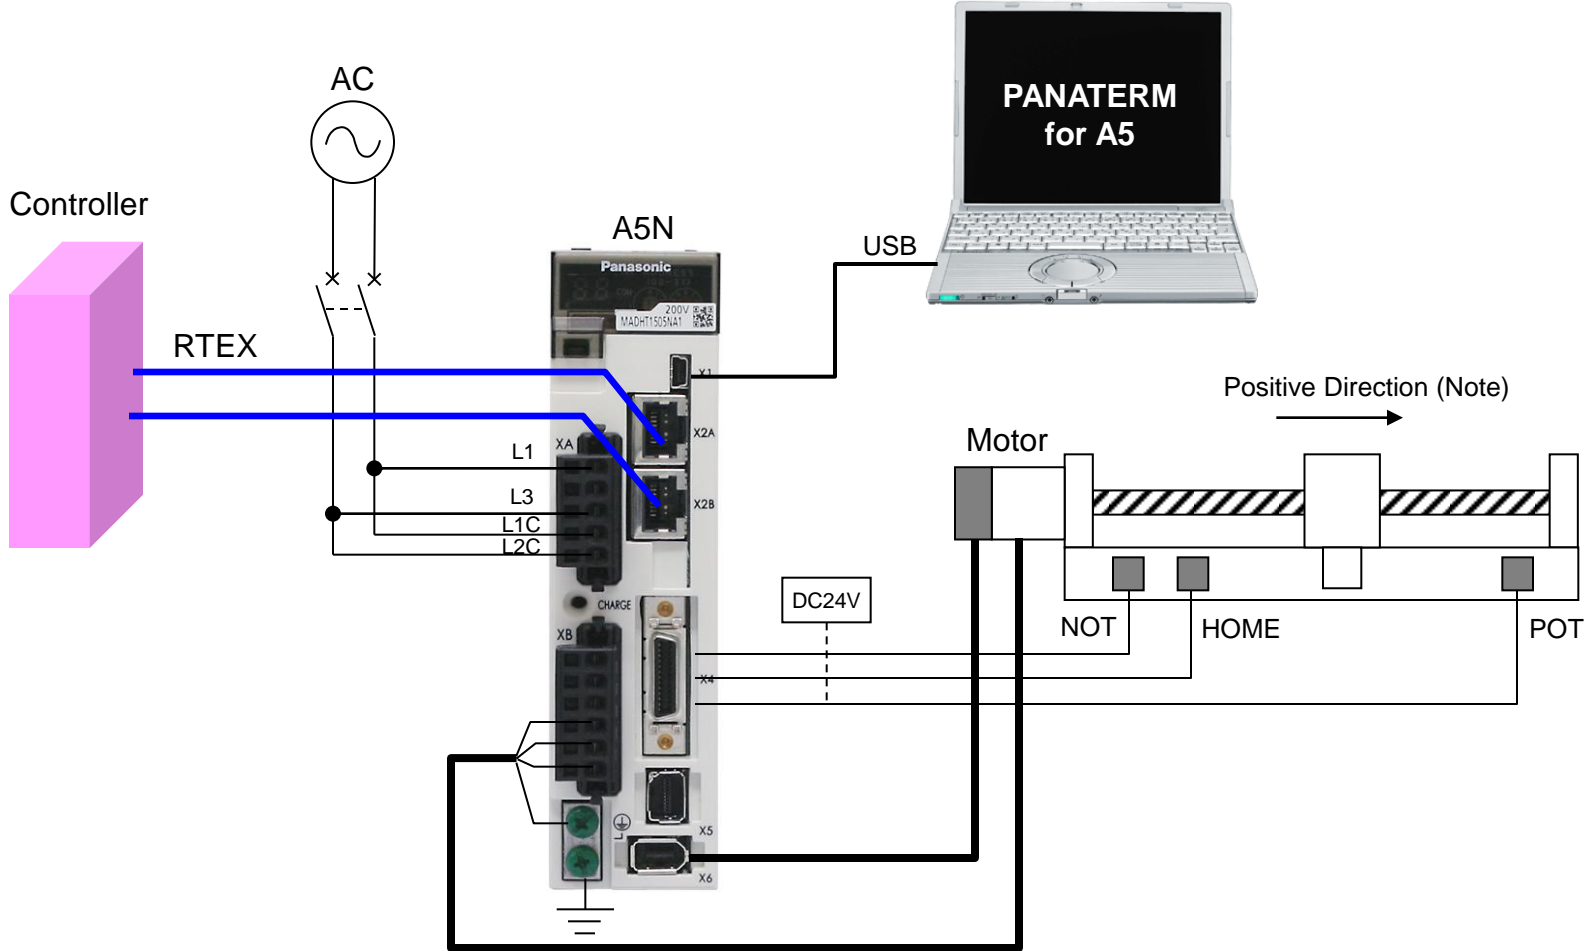 AC
PANATERM
for A5
Controller
A5N
USB
Panasonic
200V
MADHT1505NA1
RTEX
X1
Positive Direction (Note)
X2A
Motor
XA
L1
L3
X2B
L1C
L2C
CHARGE
DC24V
XB
NOT
HOME
POT
X4
X5
X6